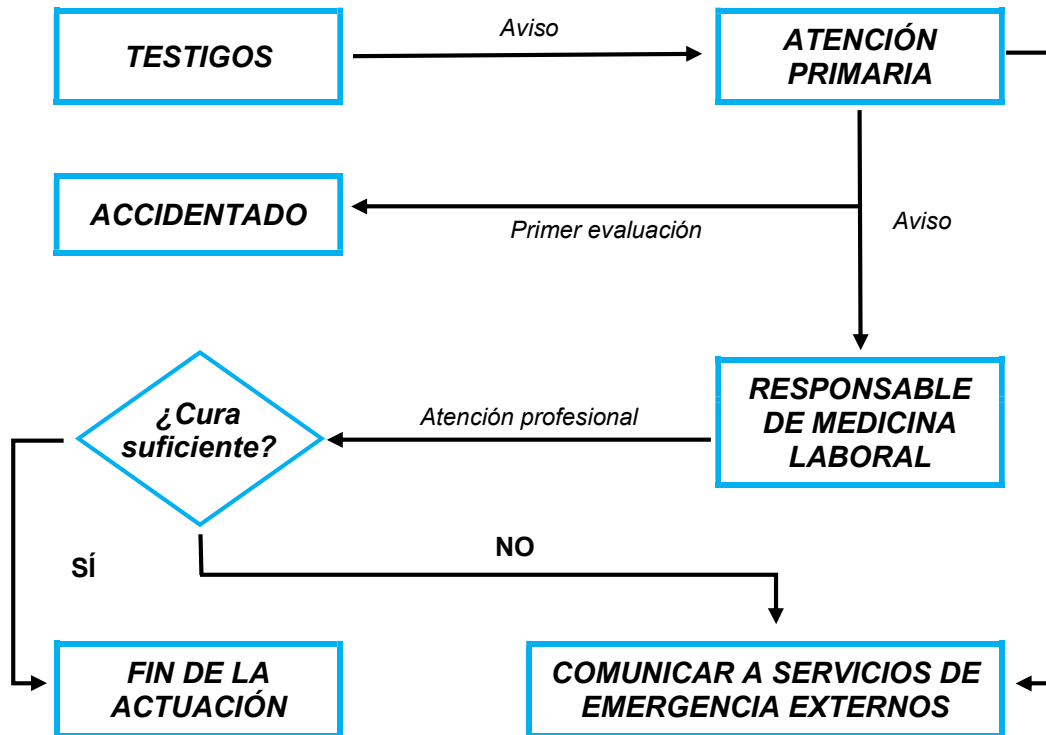 TESTIGOS
Aviso
ATENCIÓN
PRIMARIA
ACCIDENTADO
Primer evaluación
Aviso
¿Cura
suficiente?
Atención profesional
RESPONSABLE
DE MEDICINA
LABORAL
SÍ
NO
FIN DE LA
ACTUACIÓN
COMUNICAR A SERVICIOS DE
EMERGENCIA EXTERNOS